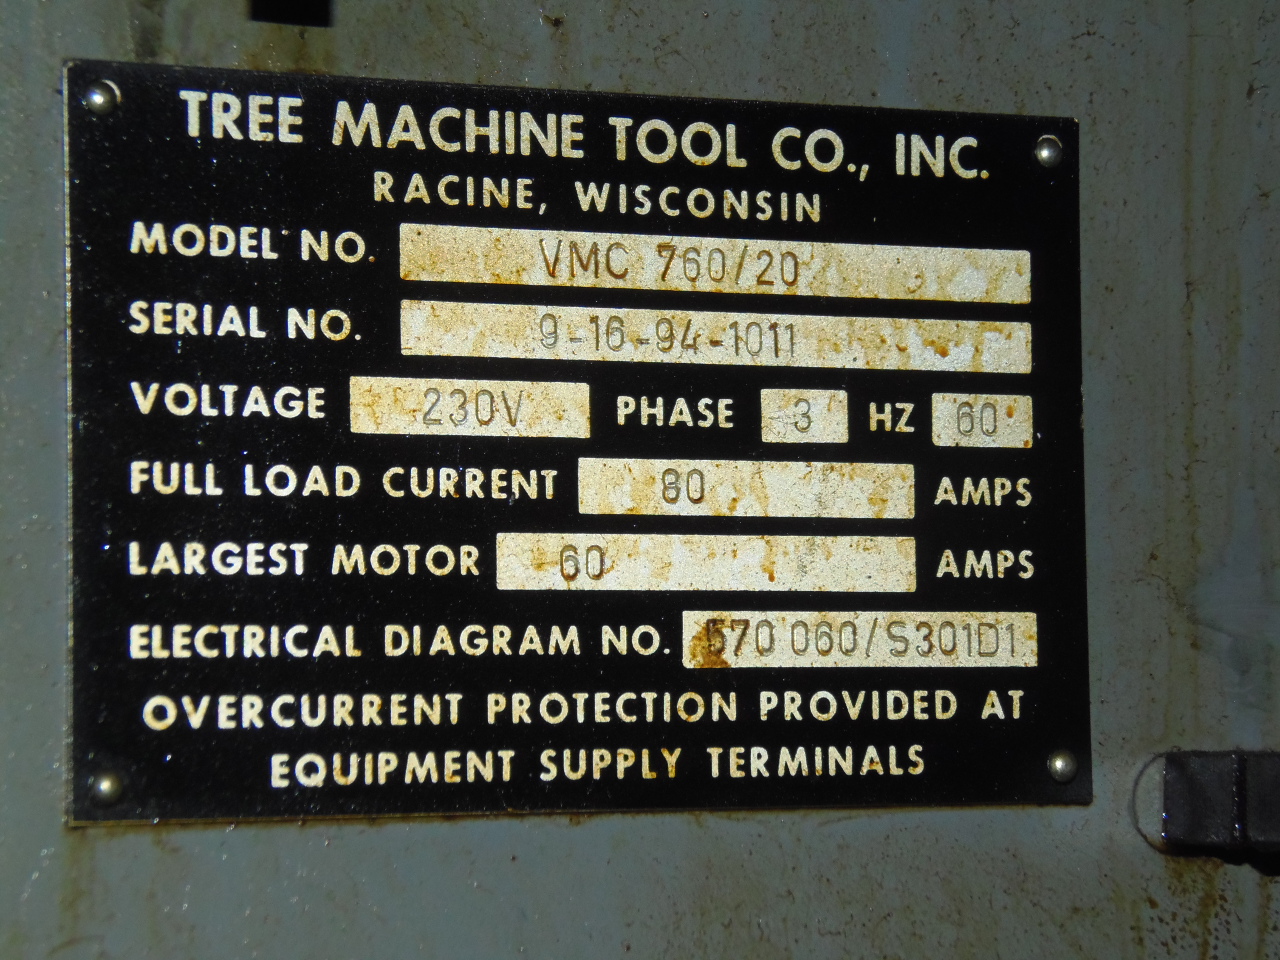 TREE MACHINE TOOL CO., INC.
RACINE, WISCONSIN
MODEL NO. VMC 760/20
SERIAL NO. 9-16-94-1011
VOLTAGE 230V PHASE 3 HZ 60
FULL LOAD CURRENT 80 AMPS
LARGEST MOTOR 60 AMPS
ELECTRICAL DIAGRAM NO. 570 060/S301D1
OVERCURRENT PROTECTION PROVIDED AT
EQUIPMENT SUPPLY TERMINALS